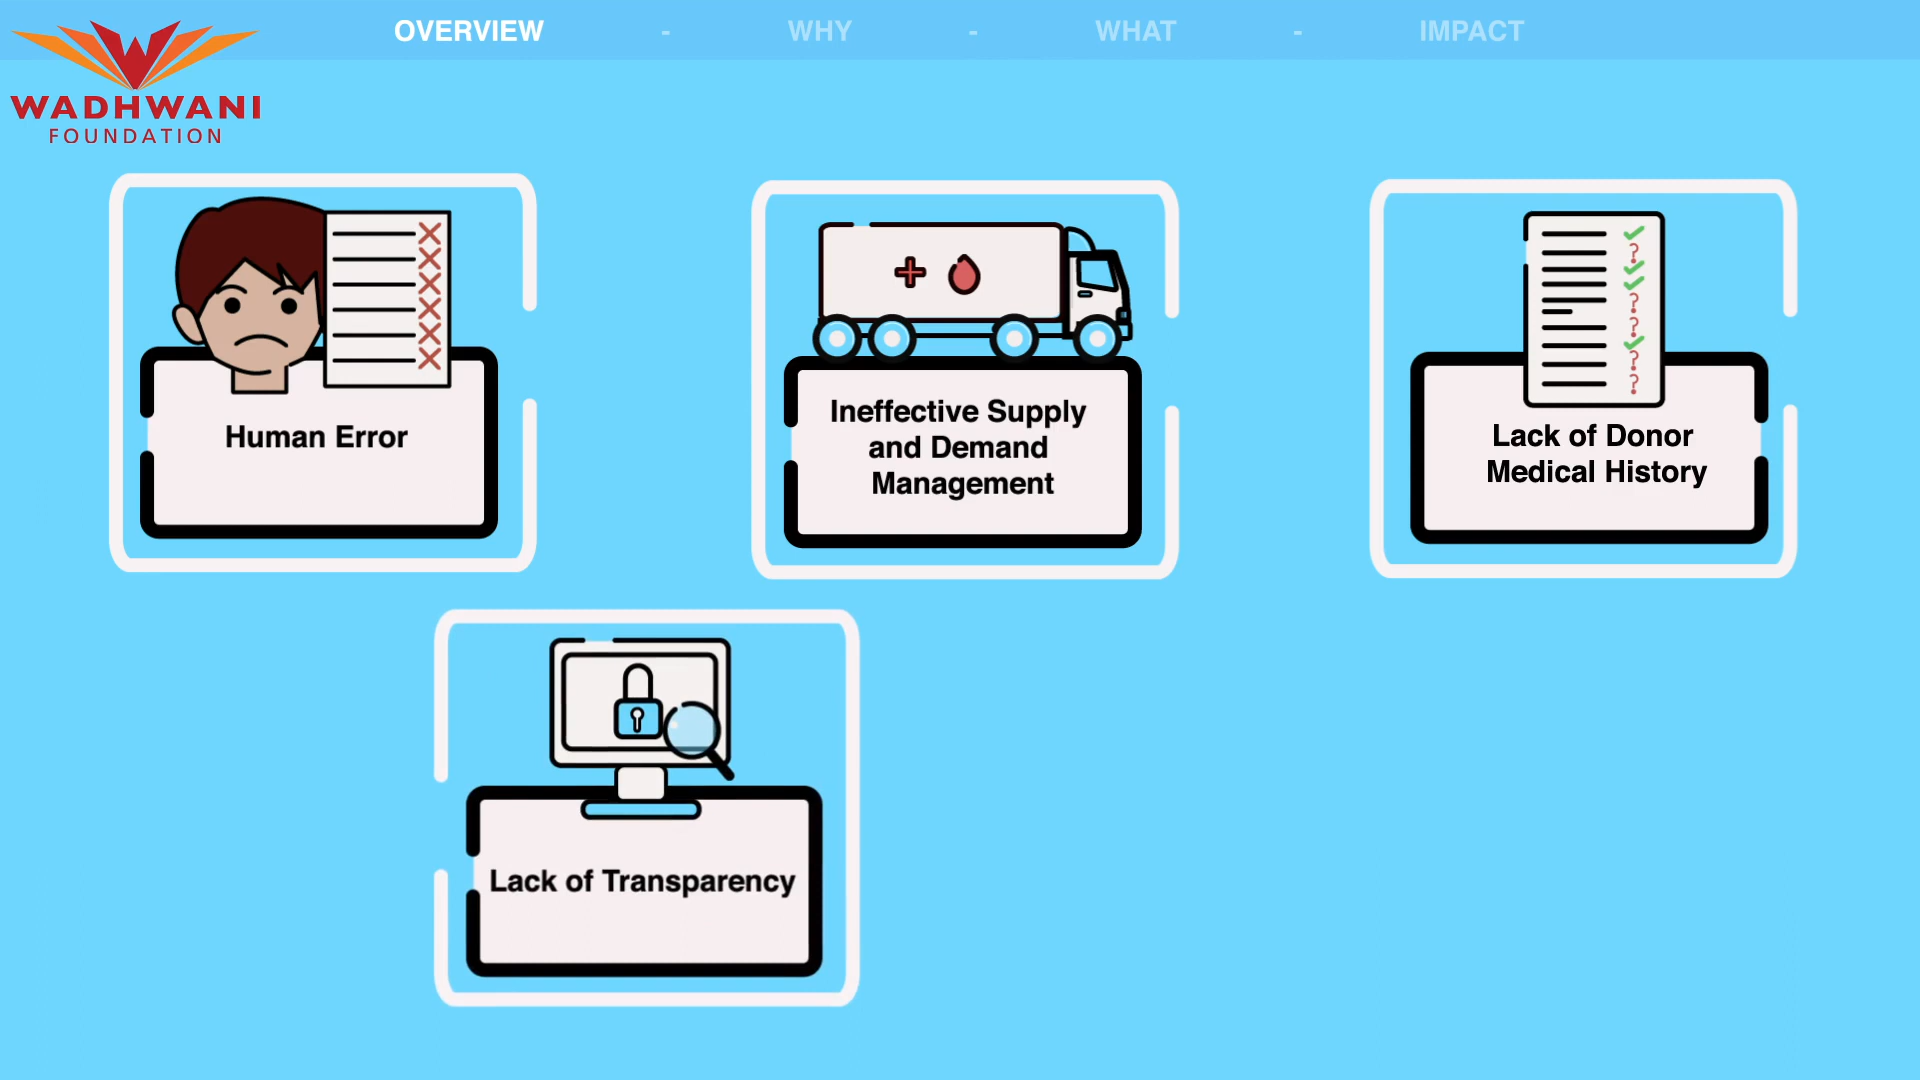 OVERVIEW - WHY - WHAT - IMPACT
WADHWANI
FOUNDATION
Human Error
Ineffective Supply
and Demand
Management
Lack of Donor
Medical History
Lack of Transparency